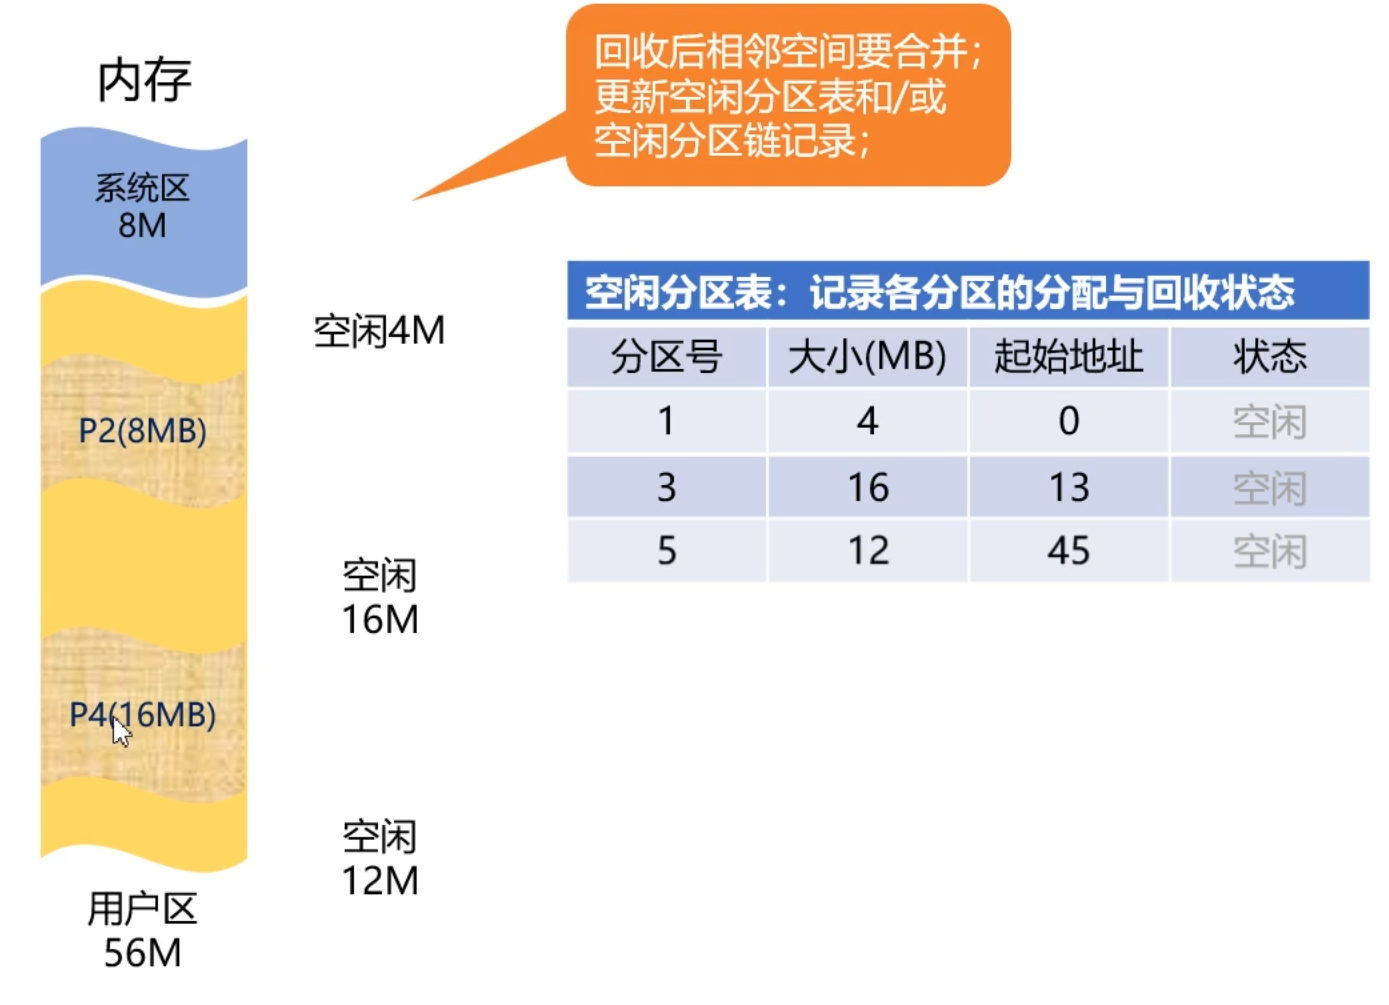 回收后相邻空间要合并；
更新空闲分区表和/或
空闲分区链记录；
内存
系统区
8M
空闲4M
P2(8MB)
空闲
16M
P4(16MB)
空闲
12M
用户区
56M
空闲分区表：记录各分区的分配与回收状态
分区号 大小(MB) 起始地址 状态
1 4 0 空闲
3 16 13 空闲
5 12 45 空闲